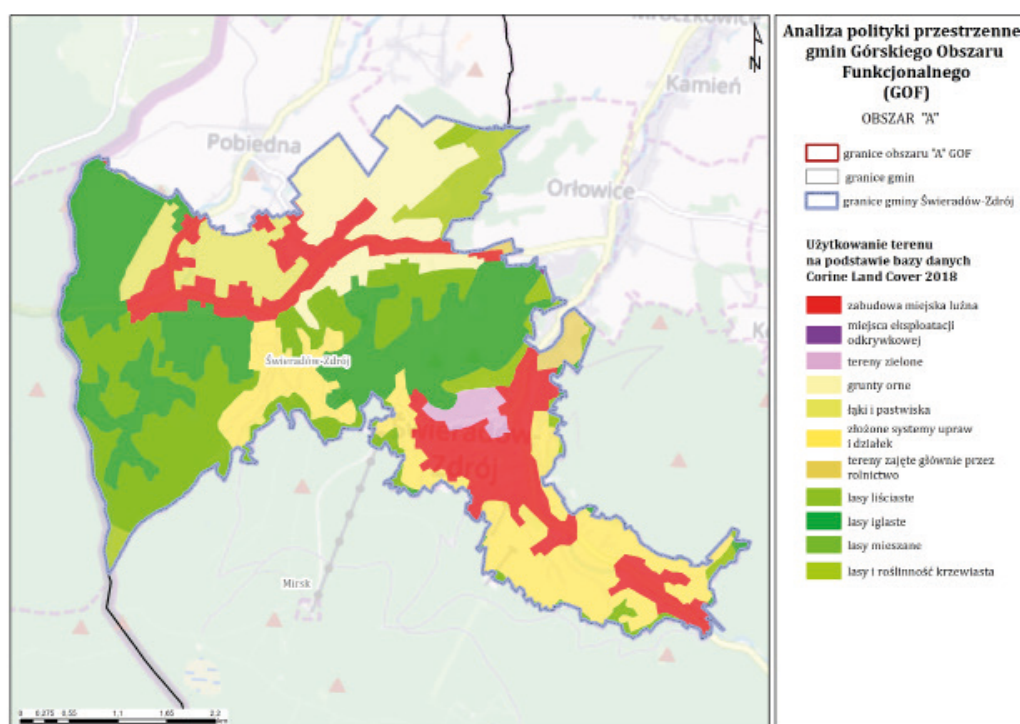 Mroczkowice
Kamień
Pobiedna
Orłowice
Świeradów-Zdrój
Świeradów-
Zdrój
Mirsk
N
0 0.275 0.55 1.1 1.65 2.2
km
Analiza polityki przestrzenne
gmin Górskiego Obszaru
Funkcjonalnego
(GOF)
OBSZAR "A"
granice obszaru "A" GOF
granice gmin
granice gminy Świeradów-Zdrój
Użytkowanie terenu
na podstawie bazy danych
Corine Land Cover 2018
zabudowa miejska luźna
miejsca eksploatacji
odkrywkowej
tereny zielone
grunty orne
łąki i pastwiska
złożone systemy upraw
i działek
tereny zajęte głównie przez
rolnictwo
lasy liściaste
lasy iglaste
lasy mieszane
lasy i roślinność krzewiasta